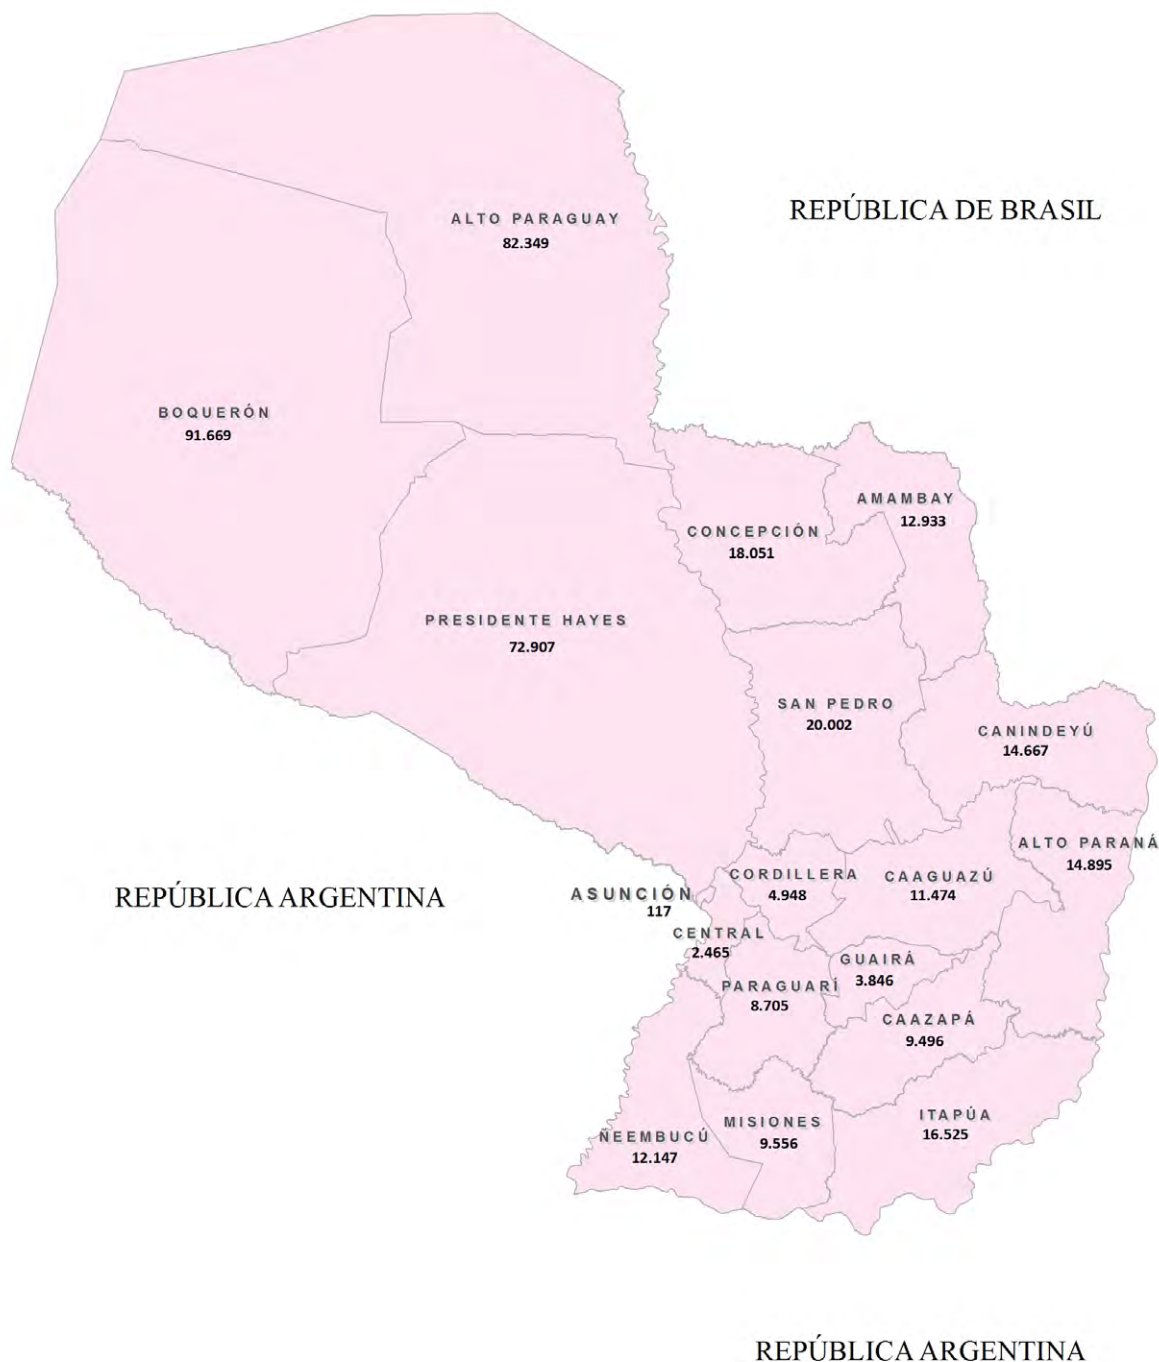 REPÚBLICA DE BRASIL
ALTO PARAGUAY
82.349
BOQUERÓN
91.669
AMAMBAY
12.933
CONCEPCIÓN
18.051
PRESIDENTE HAYES
72.907
SAN PEDRO
20.002
CANINDEYÚ
14.667
ALTO PARANÁ
14.895
CORDILLERA
4.948
CAAGUAZÚ
11.474
REPÚBLICA ARGENTINA
ASUNCIÓN
117
CENTRAL
2.465
GUAIRÁ
3.846
PARAGUARÍ
8.705
CAAZAPÁ
9.496
ITAPÚA
16.525
MISIONES
9.556
ÑEEMBUCÚ
12.147
REPÚBLICA ARGENTINA